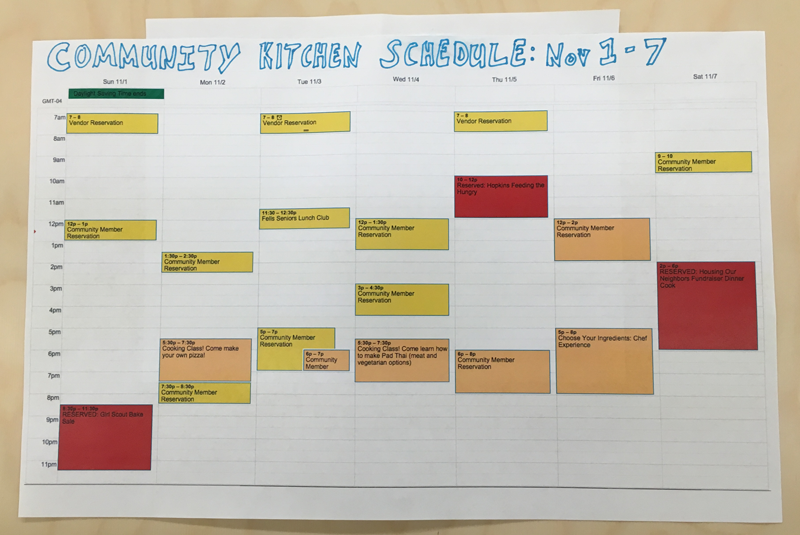 COMMUNITY KITCHEN SCHEDULE: Nov 1-7
Sun 11/1
Mon 11/2
Tue 11/3
Wed 11/4
Thu 11/5
Fri 11/6
Sat 11/7
GMT-04
Daylight Saving Time ends
7am
8am
9am
10am
11am
12pm
1pm
2pm
3pm
4pm
5pm
6pm
7pm
8pm
9pm
10pm
11pm
7 – 8
Vendor Reservation
12p – 1p
Community Member
Reservation
8:30p – 11:30p
RESERVED: Girl Scout Bake
Sale
1:30p – 2:30p
Community Member
Reservation
5:30p – 7:30p
Cooking Class! Come make
your own pizza!
7:30p – 8:30p
Community Member
Reservation
7 – 8
Vendor Reservation
11:30 – 12:30p
Fells Seniors Lunch Club
5p – 7p
Community Member
Reservation
6p – 7p
Community
Member
12p – 1:30p
Community Member
Reservation
3p – 4:30p
Community Member
Reservation
5:30p – 7:30p
Cooking Class! Come learn how
to make Pad Thai (meat and
vegetarian options)
7 – 8
Vendor Reservation
10 – 12p
Reserved: Hopkins Feeding the
Hungry
6p – 8p
Community Member
Reservation
12p – 2p
Community Member
Reservation
5p – 8p
Choose Your Ingredients: Chef
Experience
9 – 10
Community Member
Reservation
2p – 6p
RESERVED: Housing Our
Neighbors Fundraiser Dinner
Cook